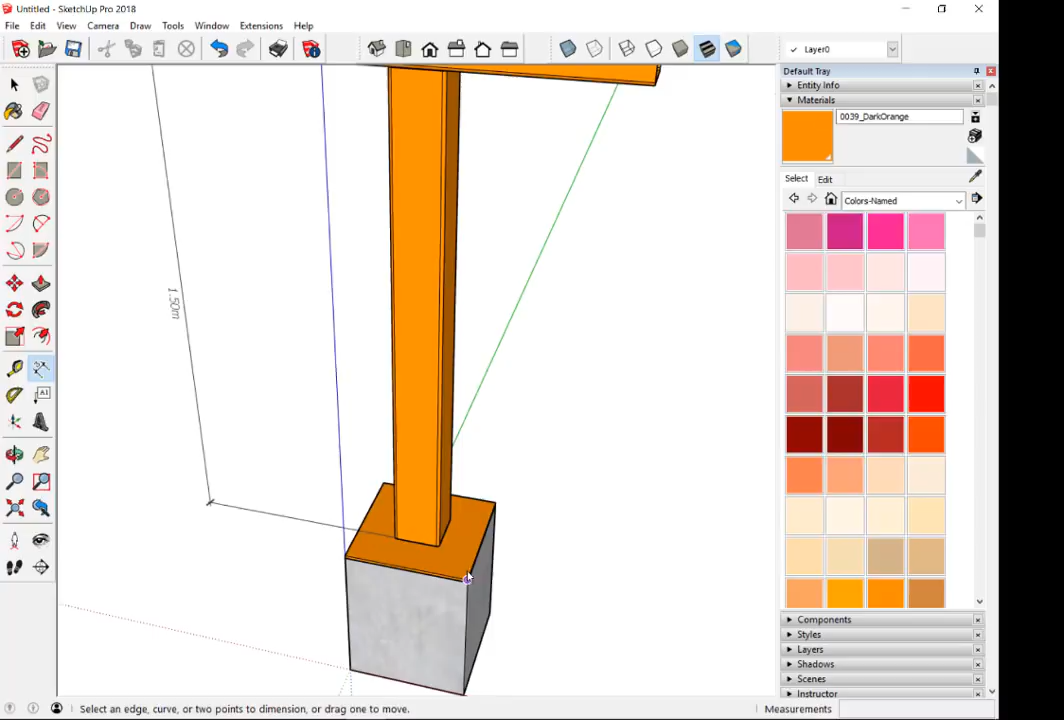 Untitled - SketchUp Pro 2018
File Edit View Camera Draw Tools Window Extensions Help
Layer0
Default Tray
Entity Info
Materials
0039_DarkOrange
Select Edit
Colors-Named
1.50m
A1
Components
Styles
Layers
Shadows
Scenes
Instructor
Select an edge, curve, or two points to dimension, or drag one to move.
Measurements